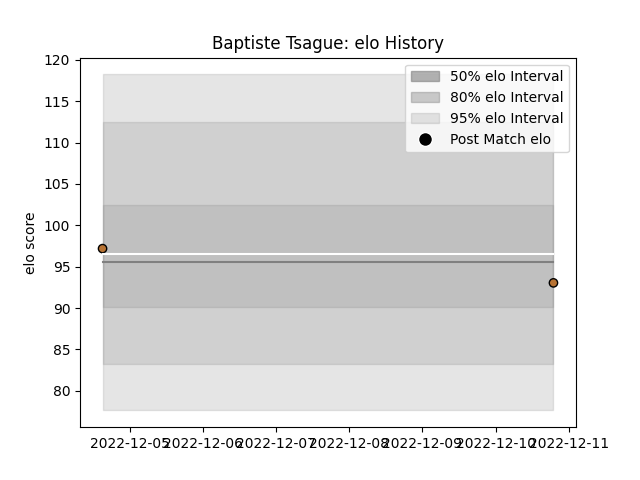 Baptiste Tsague: elo History
120
115
110
105
100
95
90
85
80
elo score
50% elo Interval
80% elo Interval
95% elo Interval
Post Match elo
2022-12-05 2022-12-06 2022-12-07 2022-12-08 2022-12-09 2022-12-10 2022-12-11